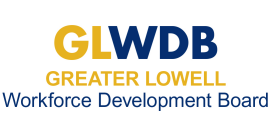 GLWDB
GREATER LOWELL
Workforce Development Board